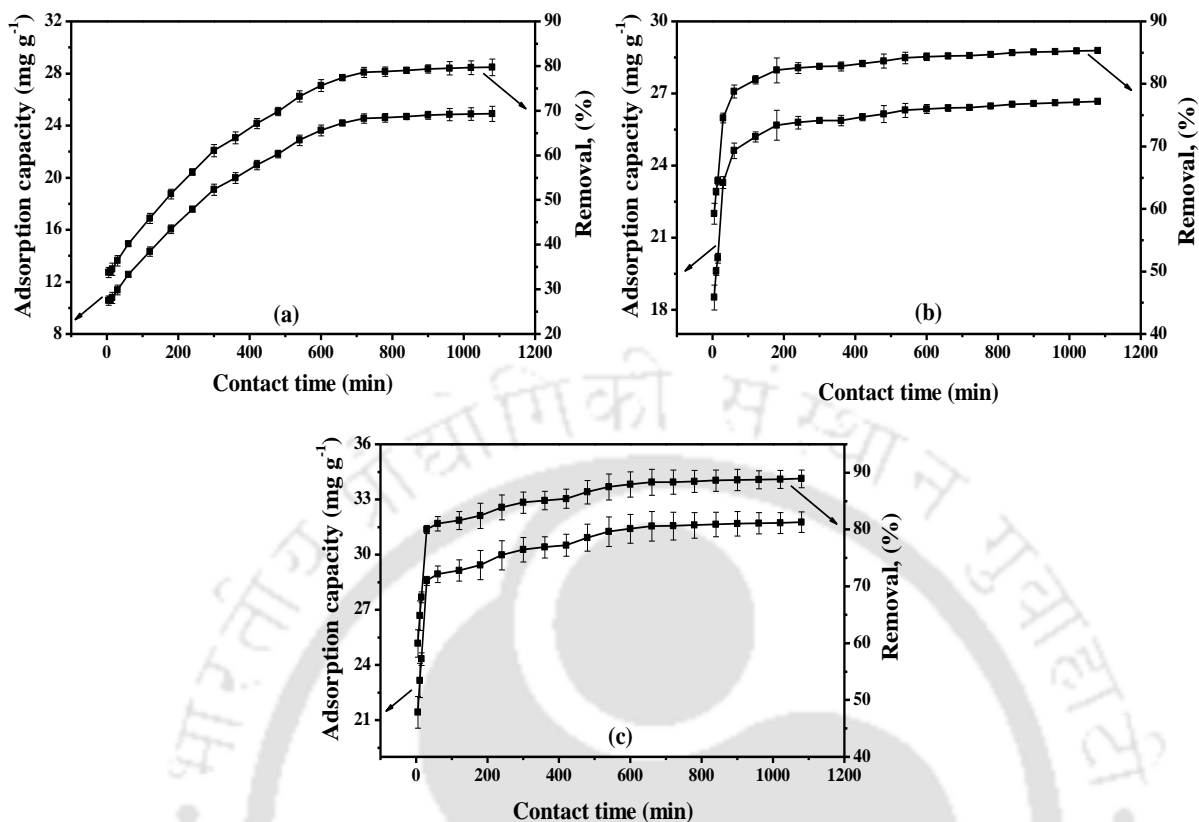 32
28
24
20
16
12
8
90
80
70
60
50
40
30
20
Adsorption capacity (mg g-1)
Removal, (%)
(a)
0 200 400 600 800 1000 1200
Contact time (min)
30
27
24
21
18
90
80
70
60
50
40
Adsorption capacity (mg g-1)
Removal, (%)
(b)
0 200 400 600 800 1000 1200
Contact time (min)
36
33
30
27
24
21
90
80
70
60
50
40
Adsorption capacity (mg g-1)
Removal, (%)
(c)
0 200 400 600 800 1000 1200
Contact time (min)
भारतीय प्रौद्योगिकी संस्थान गुवाहाटी